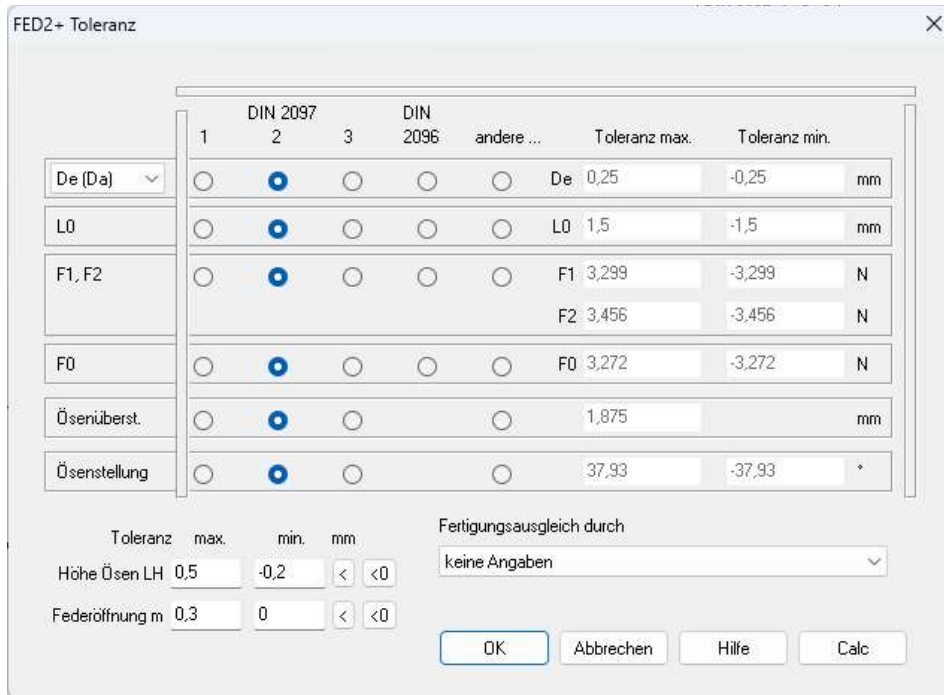 FED2+ Toleranz
DIN 2097 DIN
1 2 3 2096 andere ... Toleranz max. Toleranz min.
De (Da) De 0,25 -0,25 mm
L0 L0 1,5 -1,5 mm
F1, F2 F1 3,299 -3,299 N
F2 3,456 -3,456 N
F0 F0 3,272 -3,272 N
Ösenüberst. 1,875 mm
Ösenstellung 37,93 -37,93 °
Fertigungsausgleich durch
Toleranz max. min. mm
keine Angaben
Höhe Ösen LH 0,5 -0,2 < <0
Federöffnung m 0,3 0 < <0
OK Abbrechen Hilfe Calc